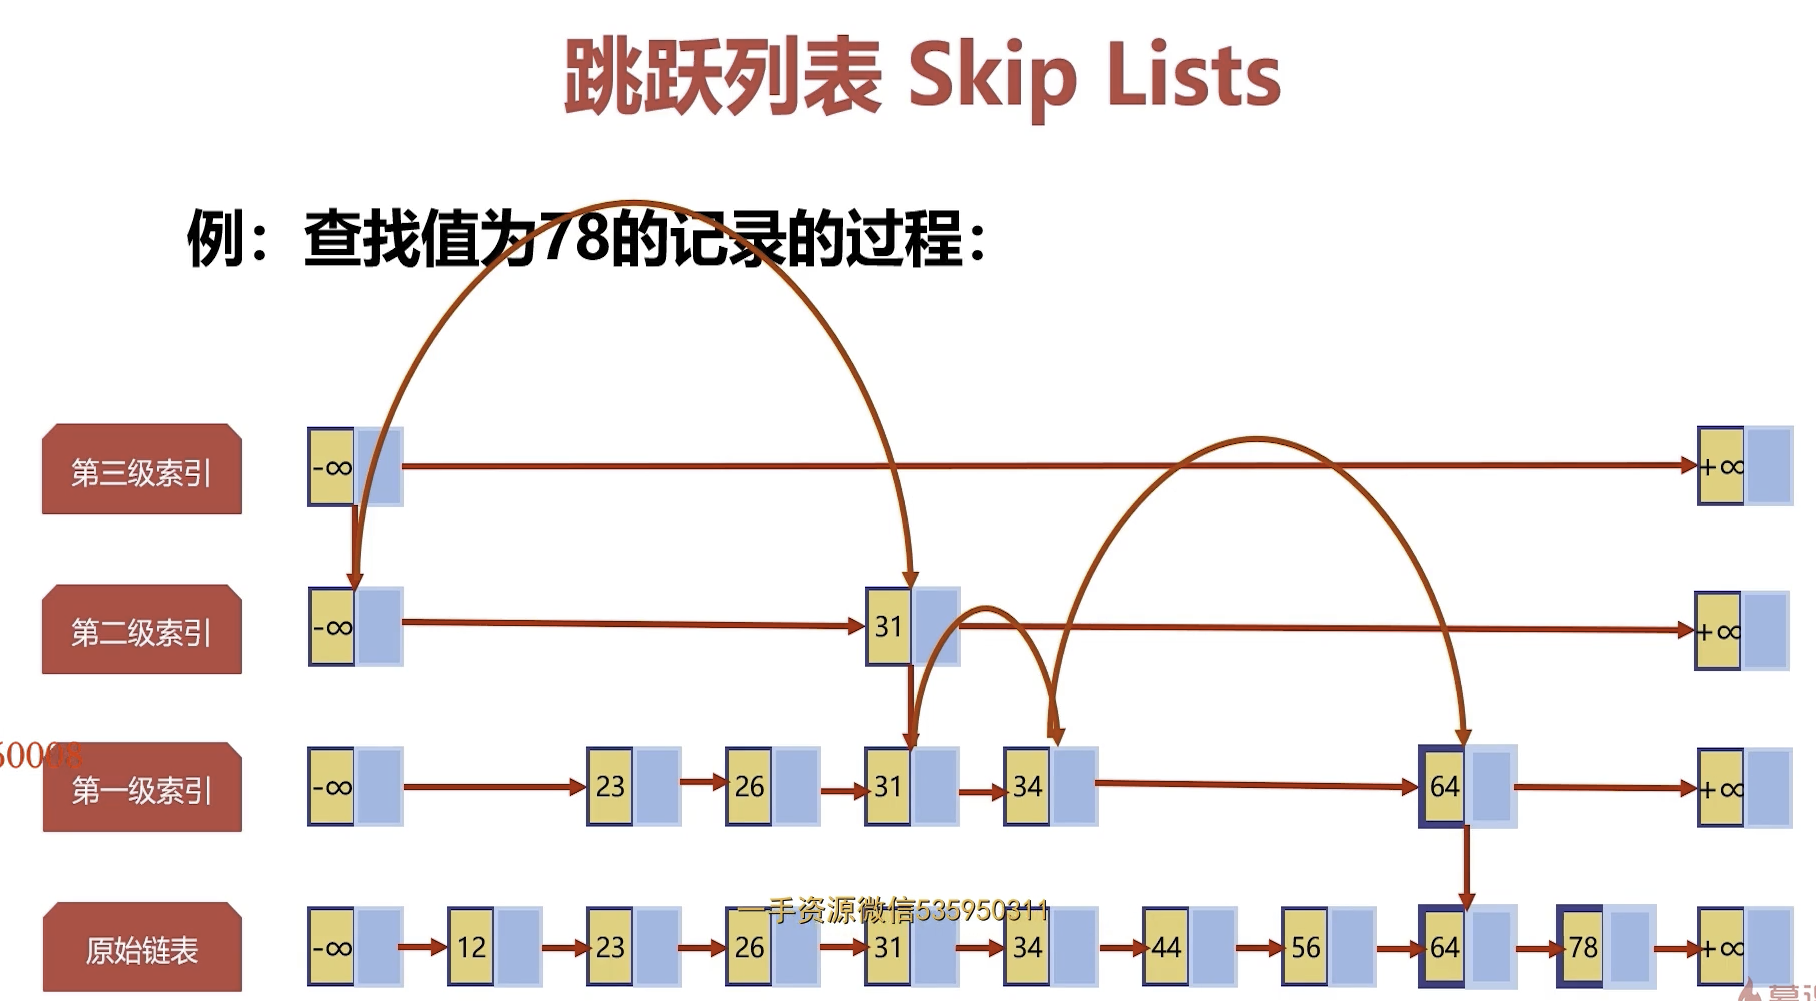 跳跃列表 Skip Lists
例：查找值为78的记录的过程：
第三级索引 -∞ +∞
第二级索引 -∞ 31 +∞
60008
第一级索引 -∞ 23 26 31 34 64 +∞
一手资源微信535950311
原始链表 -∞ 12 23 26 31 34 44 56 64 78 +∞